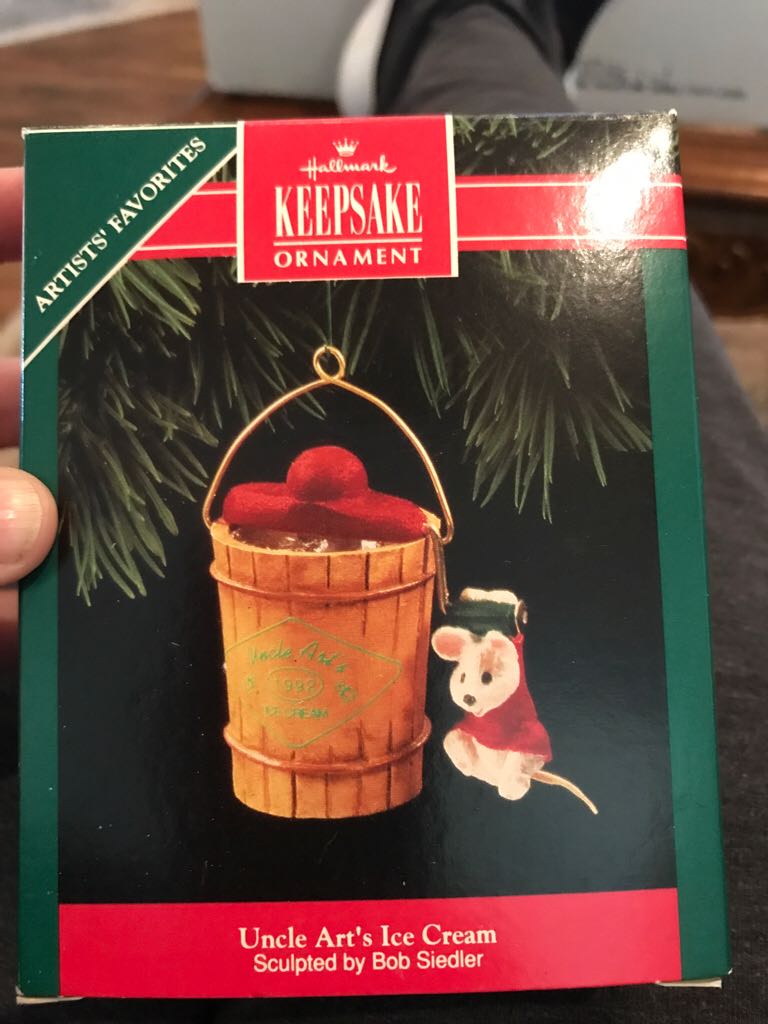 ARTISTS' FAVORITES
Hallmark
KEEPSAKE
ORNAMENT
Uncle Art's
1992
ICE CREAM
Uncle Art's Ice Cream
Sculpted by Bob Siedler